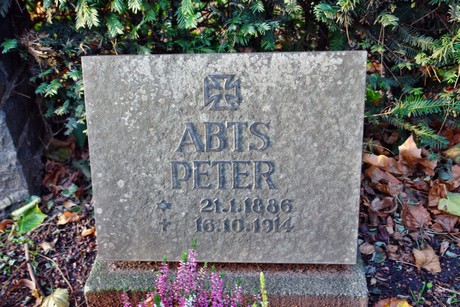 ABTS
PETER
* 21.1.1886
† 16.10.1914